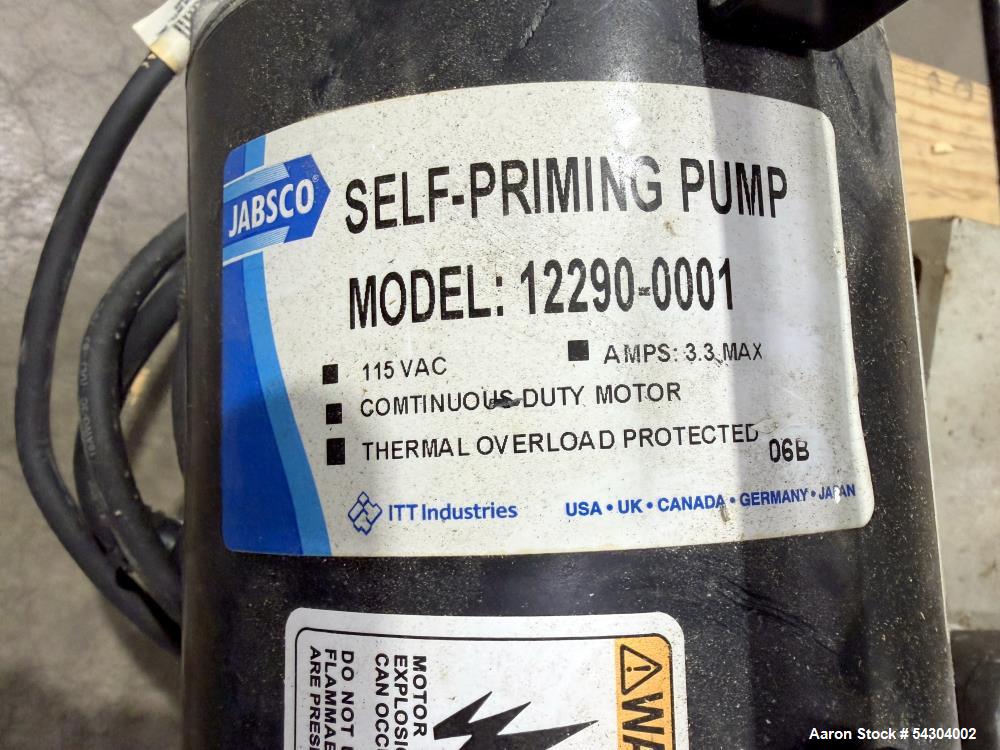 JABSCO®
SELF-PRIMING PUMP
MODEL: 12290-0001
■ 115 VAC ■ AMPS: 3.3 MAX
■ COMTINUOUS-DUTY MOTOR
■ THERMAL OVERLOAD PROTECTED
06B
ITT Industries
USA • UK • CANADA • GERMANY • JAPAN
WA
MOTOR
EXPLOSI
CAN OCC
DO NOT
FLAMMA
ARE PRES
Aaron Stock # 54304002